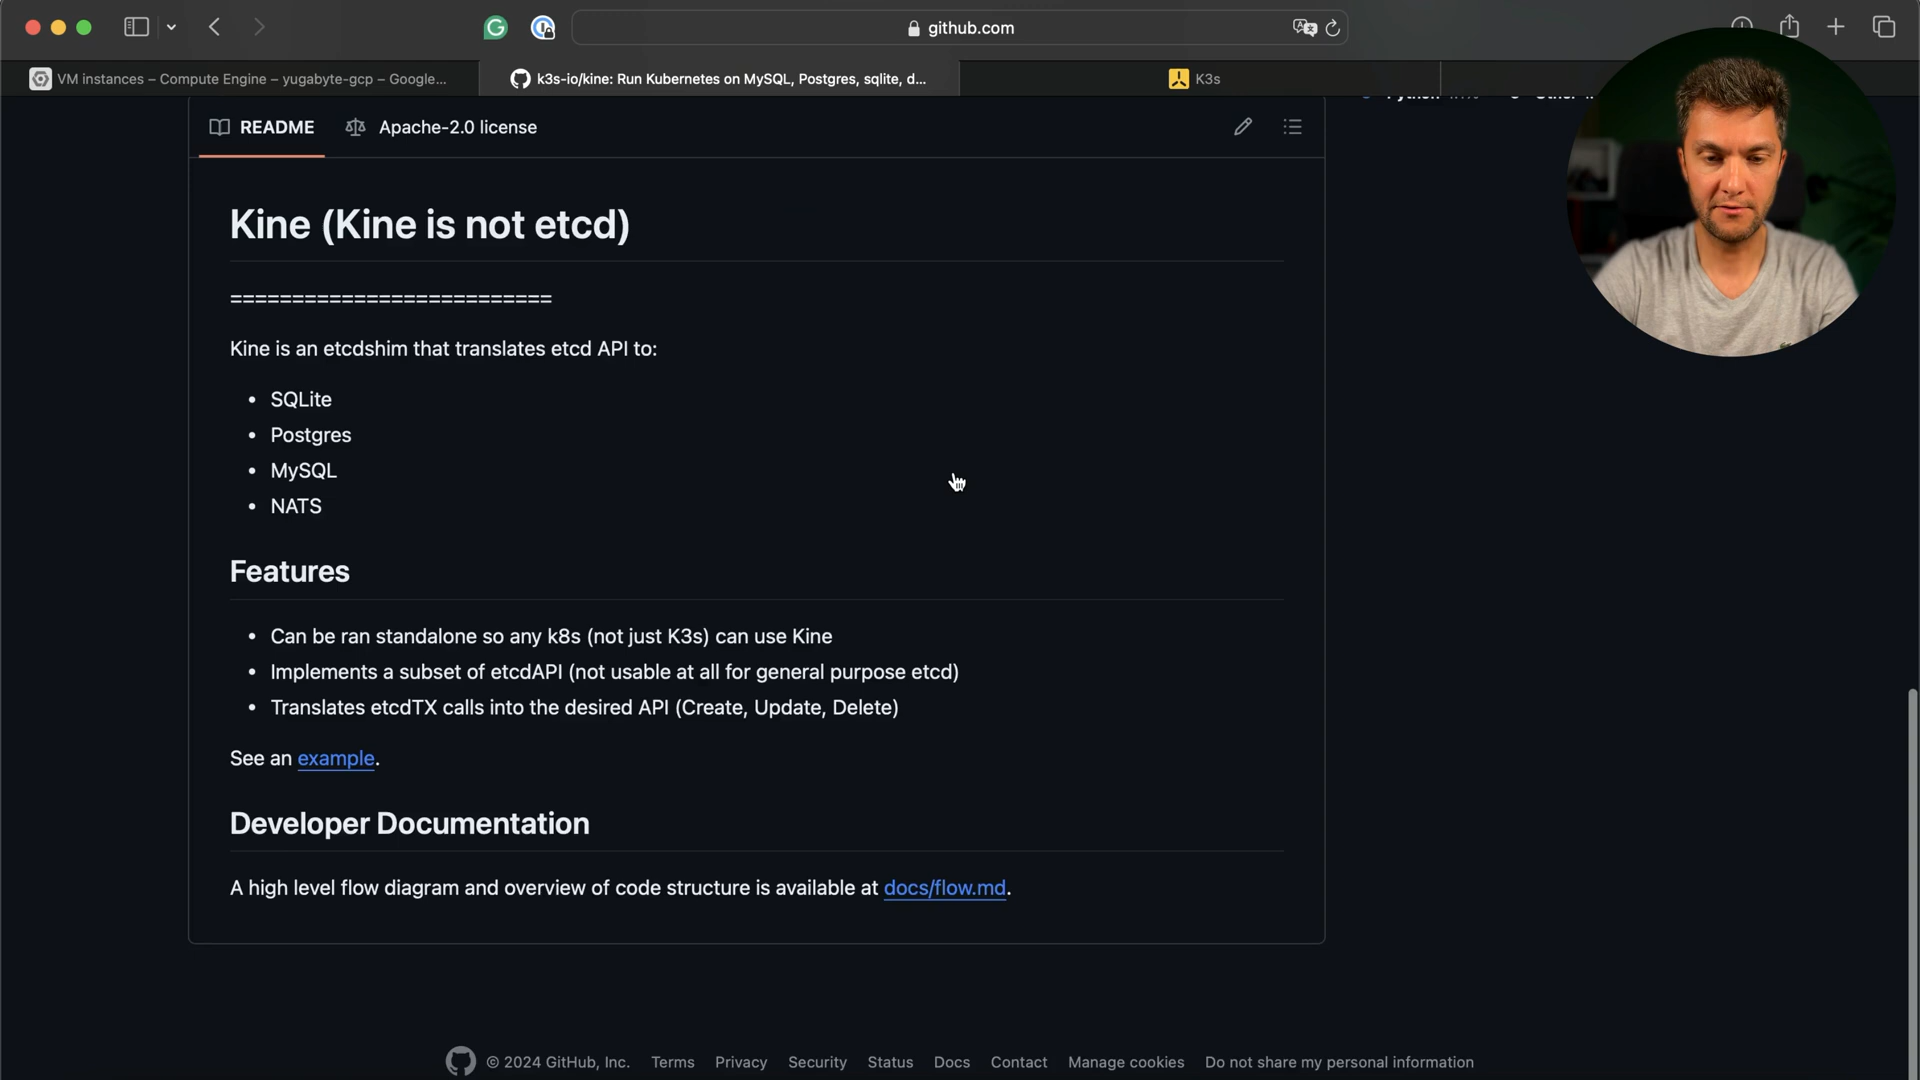 github.com
VM instances – Compute Engine – yugabyte-gcp – Google...
k3s-io/kine: Run Kubernetes on MySQL, Postgres, sqlite, d...
K3s
README
Apache-2.0 license
Kine (Kine is not etcd)
==========================
Kine is an etcdshim that translates etcd API to:
• SQLite
• Postgres
• MySQL
• NATS
Features
• Can be ran standalone so any k8s (not just K3s) can use Kine
• Implements a subset of etcdAPI (not usable at all for general purpose etcd)
• Translates etcdTX calls into the desired API (Create, Update, Delete)
See an example.
Developer Documentation
A high level flow diagram and overview of code structure is available at docs/flow.md.
© 2024 GitHub, Inc. Terms Privacy Security Status Docs Contact Manage cookies Do not share my personal information